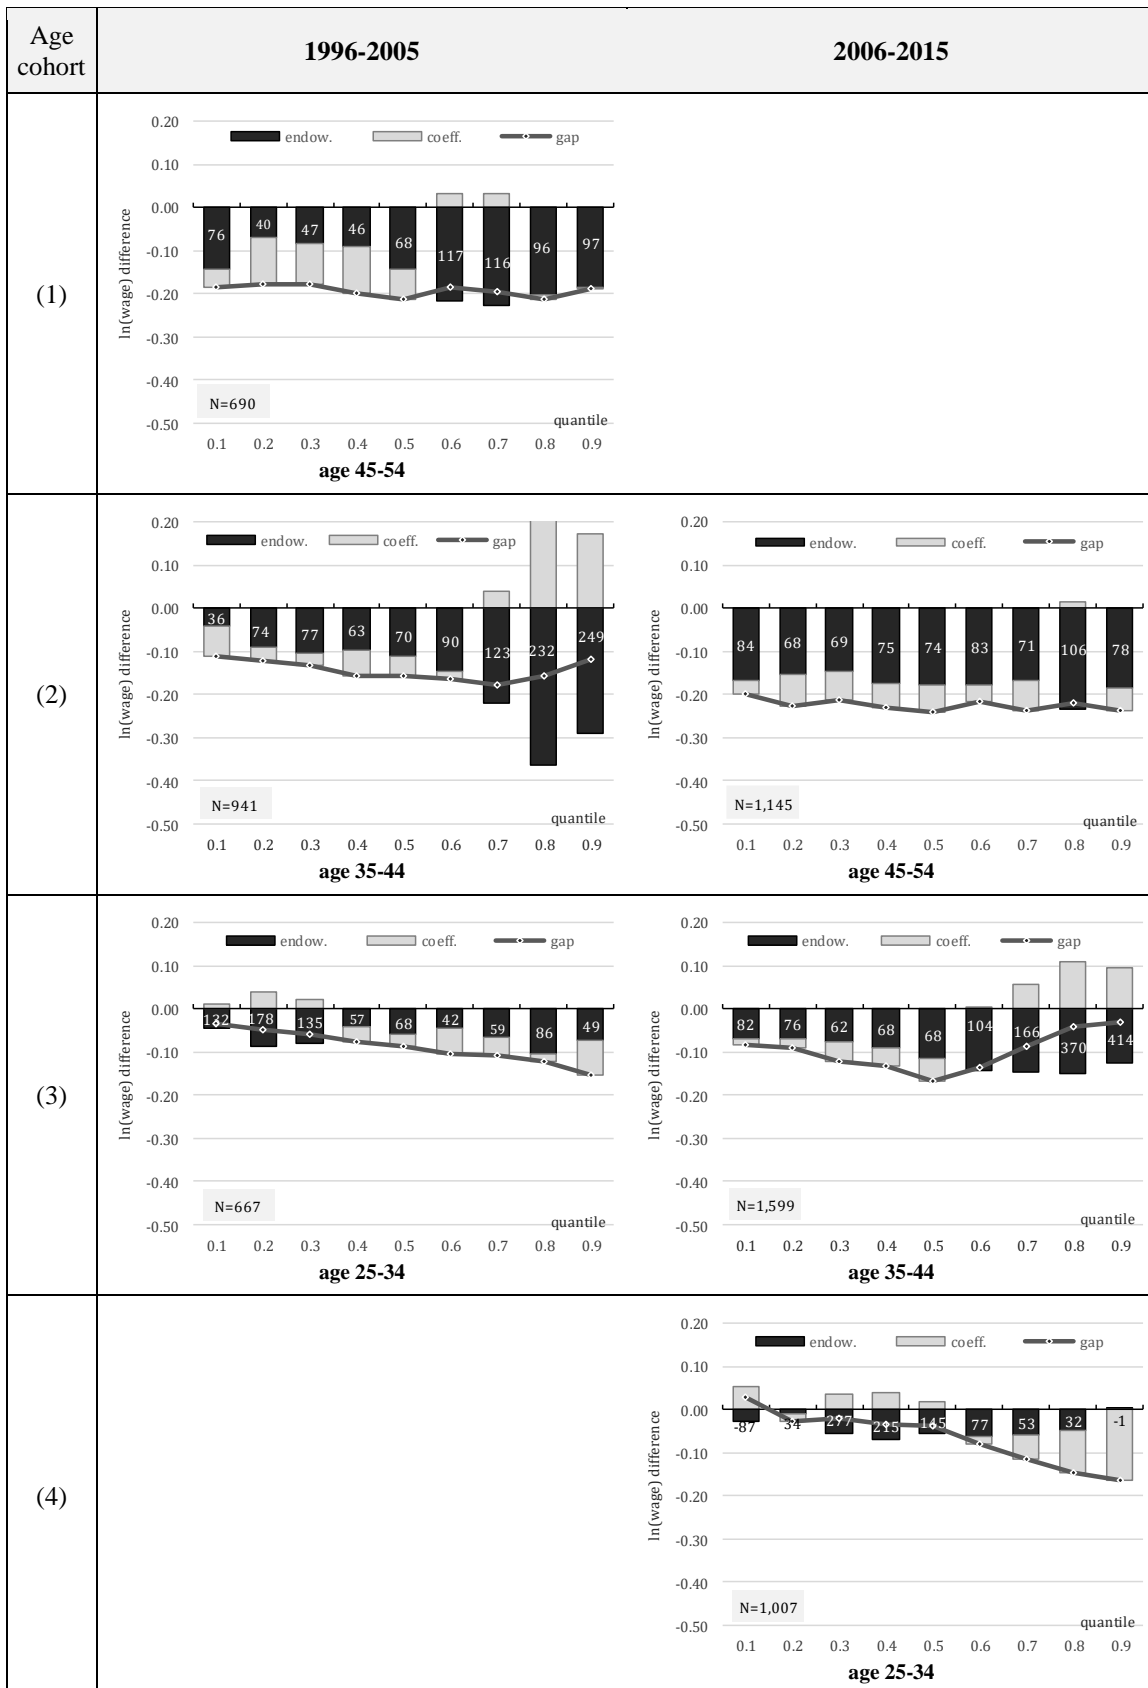 Age cohort
1996-2005
2006-2015
(1)
0.20
0.10
0.00
-0.10
-0.20
-0.30
-0.40
-0.50
ln(wage) difference
endow. coeff. gap
76 40 47 46 68 117 116 96 97
N=690
quantile
0.1 0.2 0.3 0.4 0.5 0.6 0.7 0.8 0.9
age 45-54
(2)
0.20
0.10
0.00
-0.10
-0.20
-0.30
-0.40
-0.50
ln(wage) difference
endow. coeff. gap
36 74 77 63 70 90 123 232 249
N=941
quantile
0.1 0.2 0.3 0.4 0.5 0.6 0.7 0.8 0.9
age 35-44
0.20
0.10
0.00
-0.10
-0.20
-0.30
-0.40
-0.50
ln(wage) difference
endow. coeff. gap
84 68 69 75 74 83 71 106 78
N=1,145
quantile
0.1 0.2 0.3 0.4 0.5 0.6 0.7 0.8 0.9
age 45-54
(3)
0.20
0.10
0.00
-0.10
-0.20
-0.30
-0.40
-0.50
ln(wage) difference
endow. coeff. gap
132 178 135 57 68 42 59 86 49
N=667
quantile
0.1 0.2 0.3 0.4 0.5 0.6 0.7 0.8 0.9
age 25-34
0.20
0.10
0.00
-0.10
-0.20
-0.30
-0.40
-0.50
ln(wage) difference
endow. coeff. gap
82 76 62 68 68 104 166 370 414
N=1,599
quantile
0.1 0.2 0.3 0.4 0.5 0.6 0.7 0.8 0.9
age 35-44
(4)
0.20
0.10
0.00
-0.10
-0.20
-0.30
-0.40
-0.50
ln(wage) difference
endow. coeff. gap
-87 34 277 215 145 77 53 32 -1
N=1,007
quantile
0.1 0.2 0.3 0.4 0.5 0.6 0.7 0.8 0.9
age 25-34